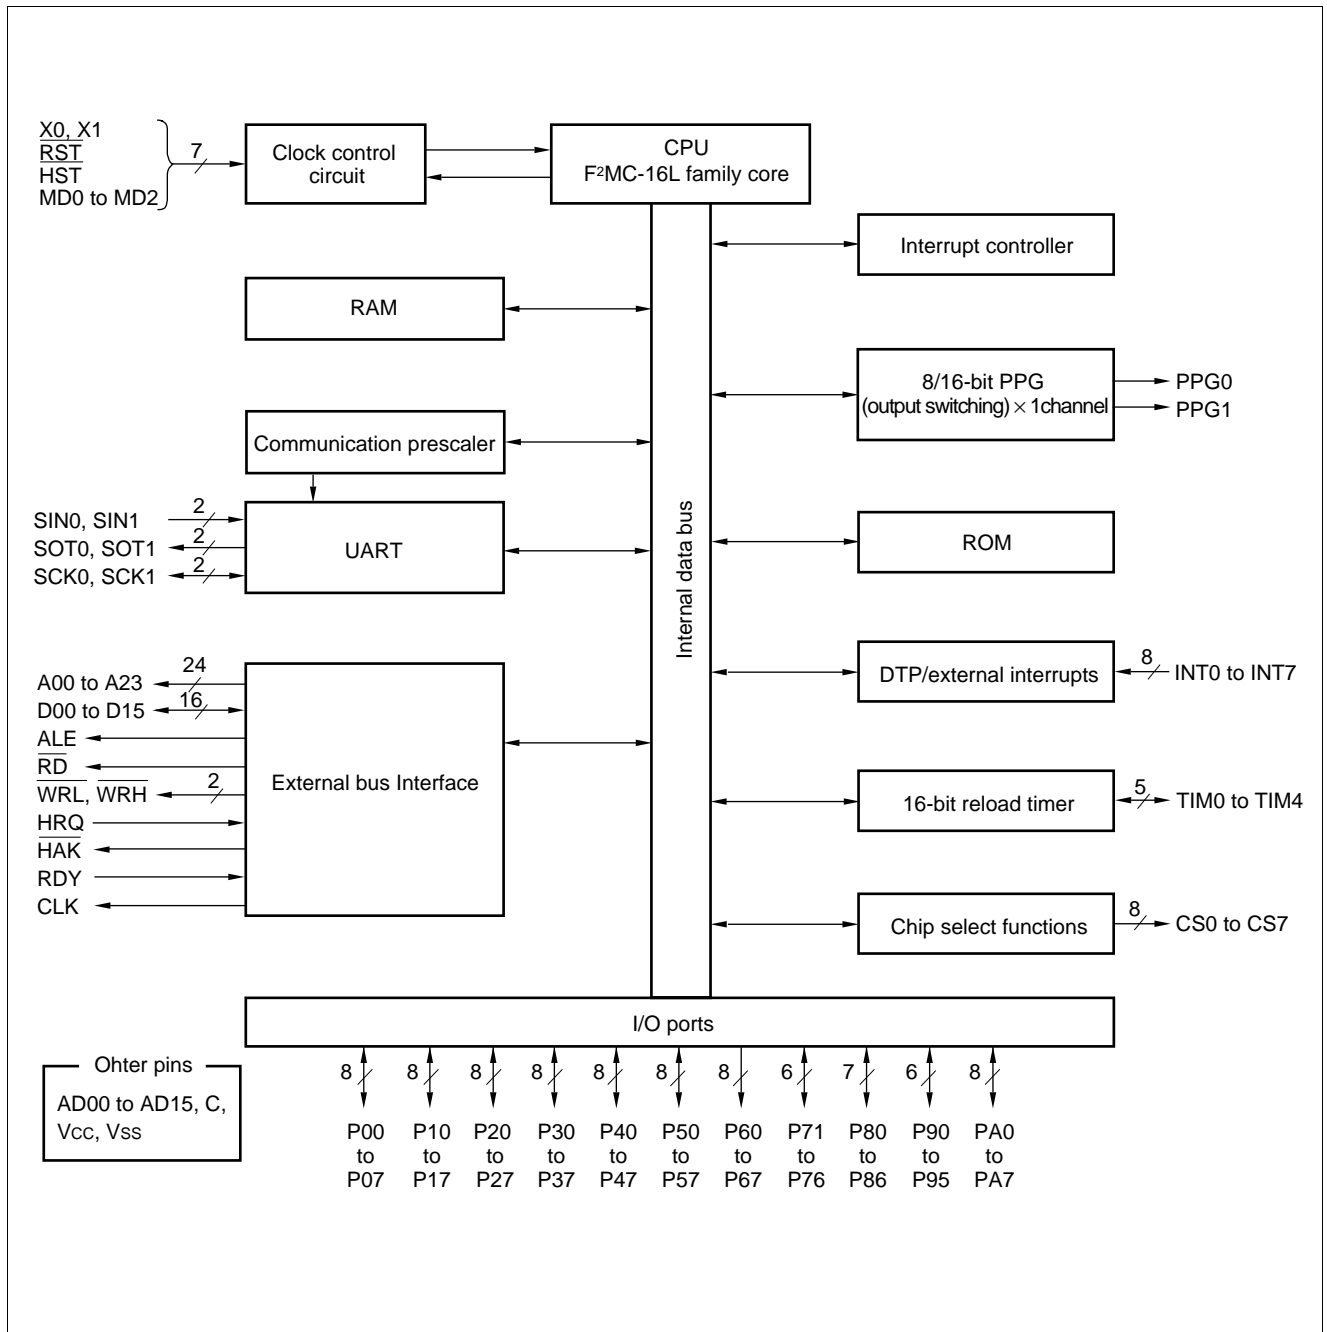 X0, X1
RST
HST
MD0 to MD2
7
Clock control
circuit
CPU
F2MC-16L family core
Interrupt controller
RAM
8/16-bit PPG
(output switching) × 1channel
PPG0
PPG1
Communication prescaler
SIN0, SIN1
2
SOT0, SOT1
2
SCK0, SCK1
2
UART
Internal data bus
ROM
A00 to A23
24
D00 to D15
16
ALE
RD
WRL, WRH
2
HRQ
HAK
RDY
CLK
External bus Interface
DTP/external interrupts
8
INT0 to INT7
16-bit reload timer
5
TIM0 to TIM4
Chip select functions
8
CS0 to CS7
I/O ports
Ohter pins
AD00 to AD15, C,
VCC, VSS
8 8 8 8 8 8 8 6 7 6 8
P00 P10 P20 P30 P40 P50 P60 P71 P80 P90 PA0
to to to to to to to to to to to
P07 P17 P27 P37 P47 P57 P67 P76 P86 P95 PA7